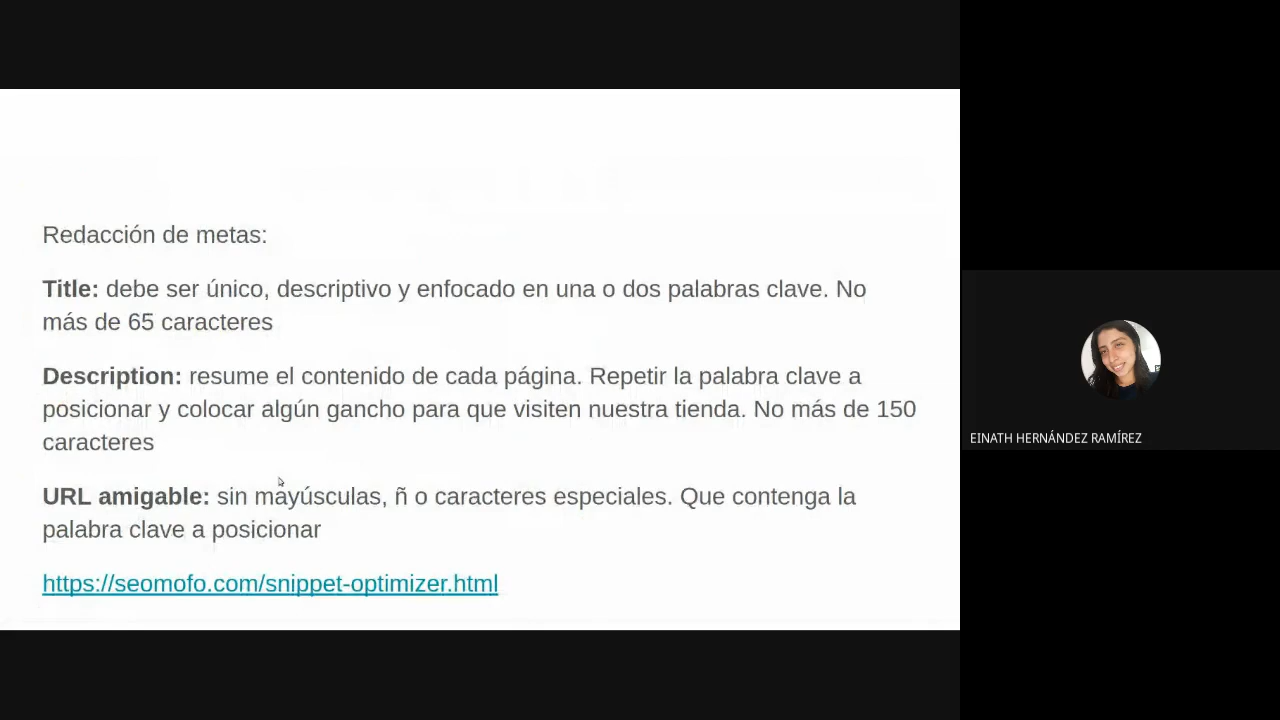 Redacción de metas:
Title: debe ser único, descriptivo y enfocado en una o dos palabras clave. No
más de 65 caracteres
Description: resume el contenido de cada página. Repetir la palabra clave a
posicionar y colocar algún gancho para que visiten nuestra tienda. No más de 150
caracteres
URL amigable: sin mayúsculas, ñ o caracteres especiales. Que contenga la
palabra clave a posicionar
https://seomofo.com/snippet-optimizer.html
EINATH HERNÁNDEZ RAMÍREZ